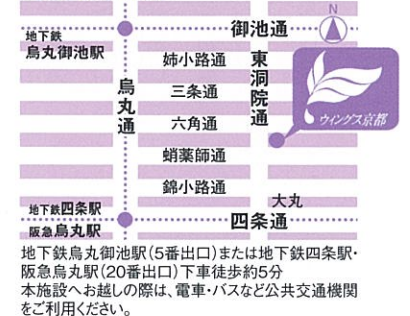 N
御池通
地下鉄
烏丸御池駅
姉小路通
東洞院通
烏丸通
三条通
ウィングス京都
六角通
蛸薬師通
錦小路通
大丸
地下鉄四条駅
四条通
阪急烏丸駅
地下鉄烏丸御池駅(5番出口)または地下鉄四条駅・
阪急烏丸駅(20番出口)下車徒歩約5分
本施設へお越しの際は、電車・バスなど公共交通機関
をご利用ください。